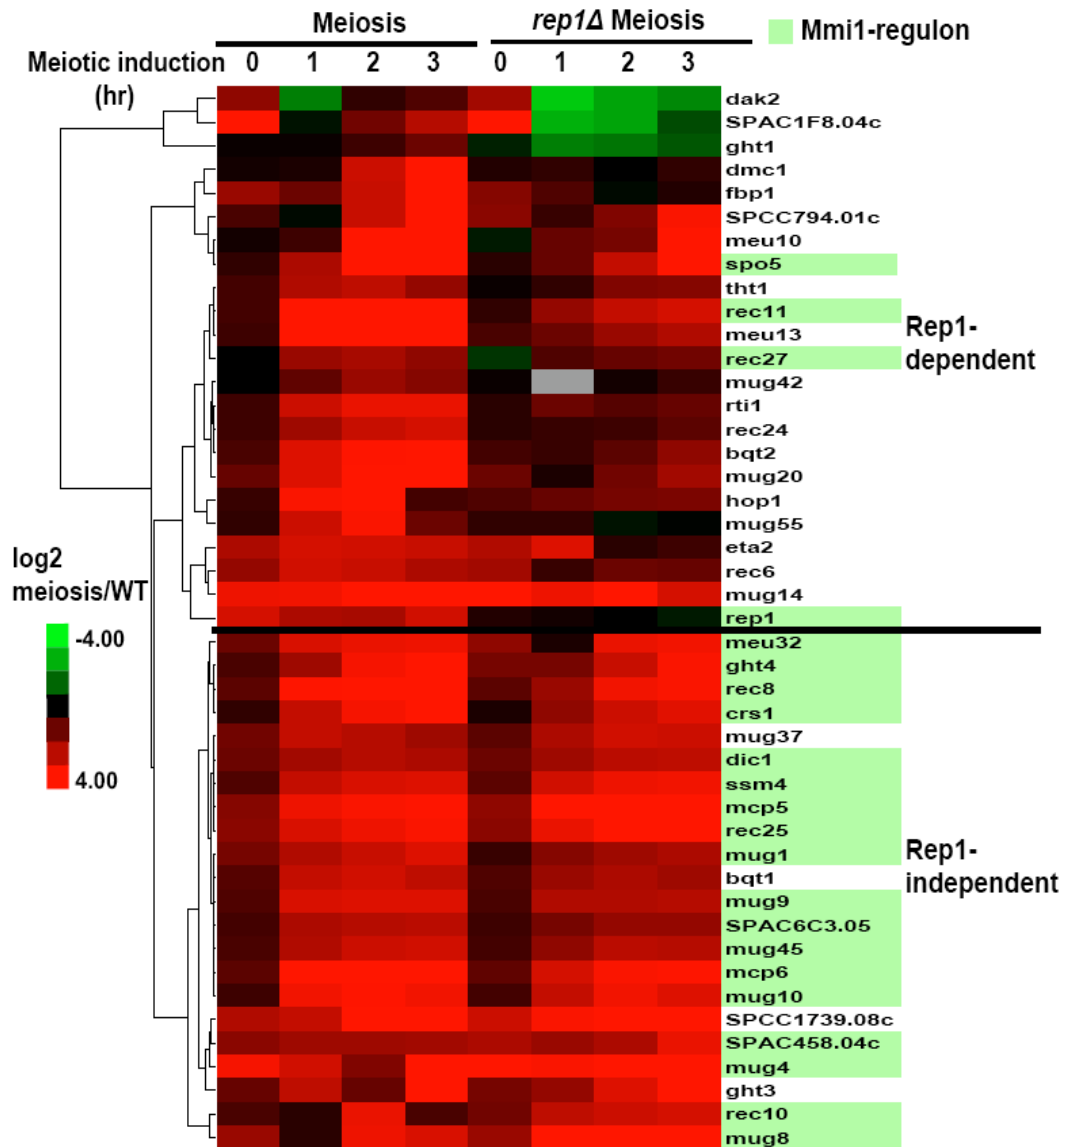 Meiosis
rep1Δ Meiosis
Mmi1-regulon
Meiotic induction
(hr)
0 1 2 3 0 1 2 3
dak2
SPAC1F8.04c
ght1
dmc1
fbp1
SPCC794.01c
meu10
spo5
tht1
rec11
meu13
rec27
mug42
rti1
rec24
bqt2
mug20
hop1
mug55
eta2
rec6
mug14
rep1
Rep1-
dependent
log2
meiosis/WT
-4.00
4.00
meu32
ght4
rec8
crs1
mug37
dic1
ssm4
mcp5
rec25
mug1
bqt1
mug9
SPAC6C3.05
mug45
mcp6
mug10
SPCC1739.08c
SPAC458.04c
mug4
ght3
rec10
mug8
Rep1-
independent